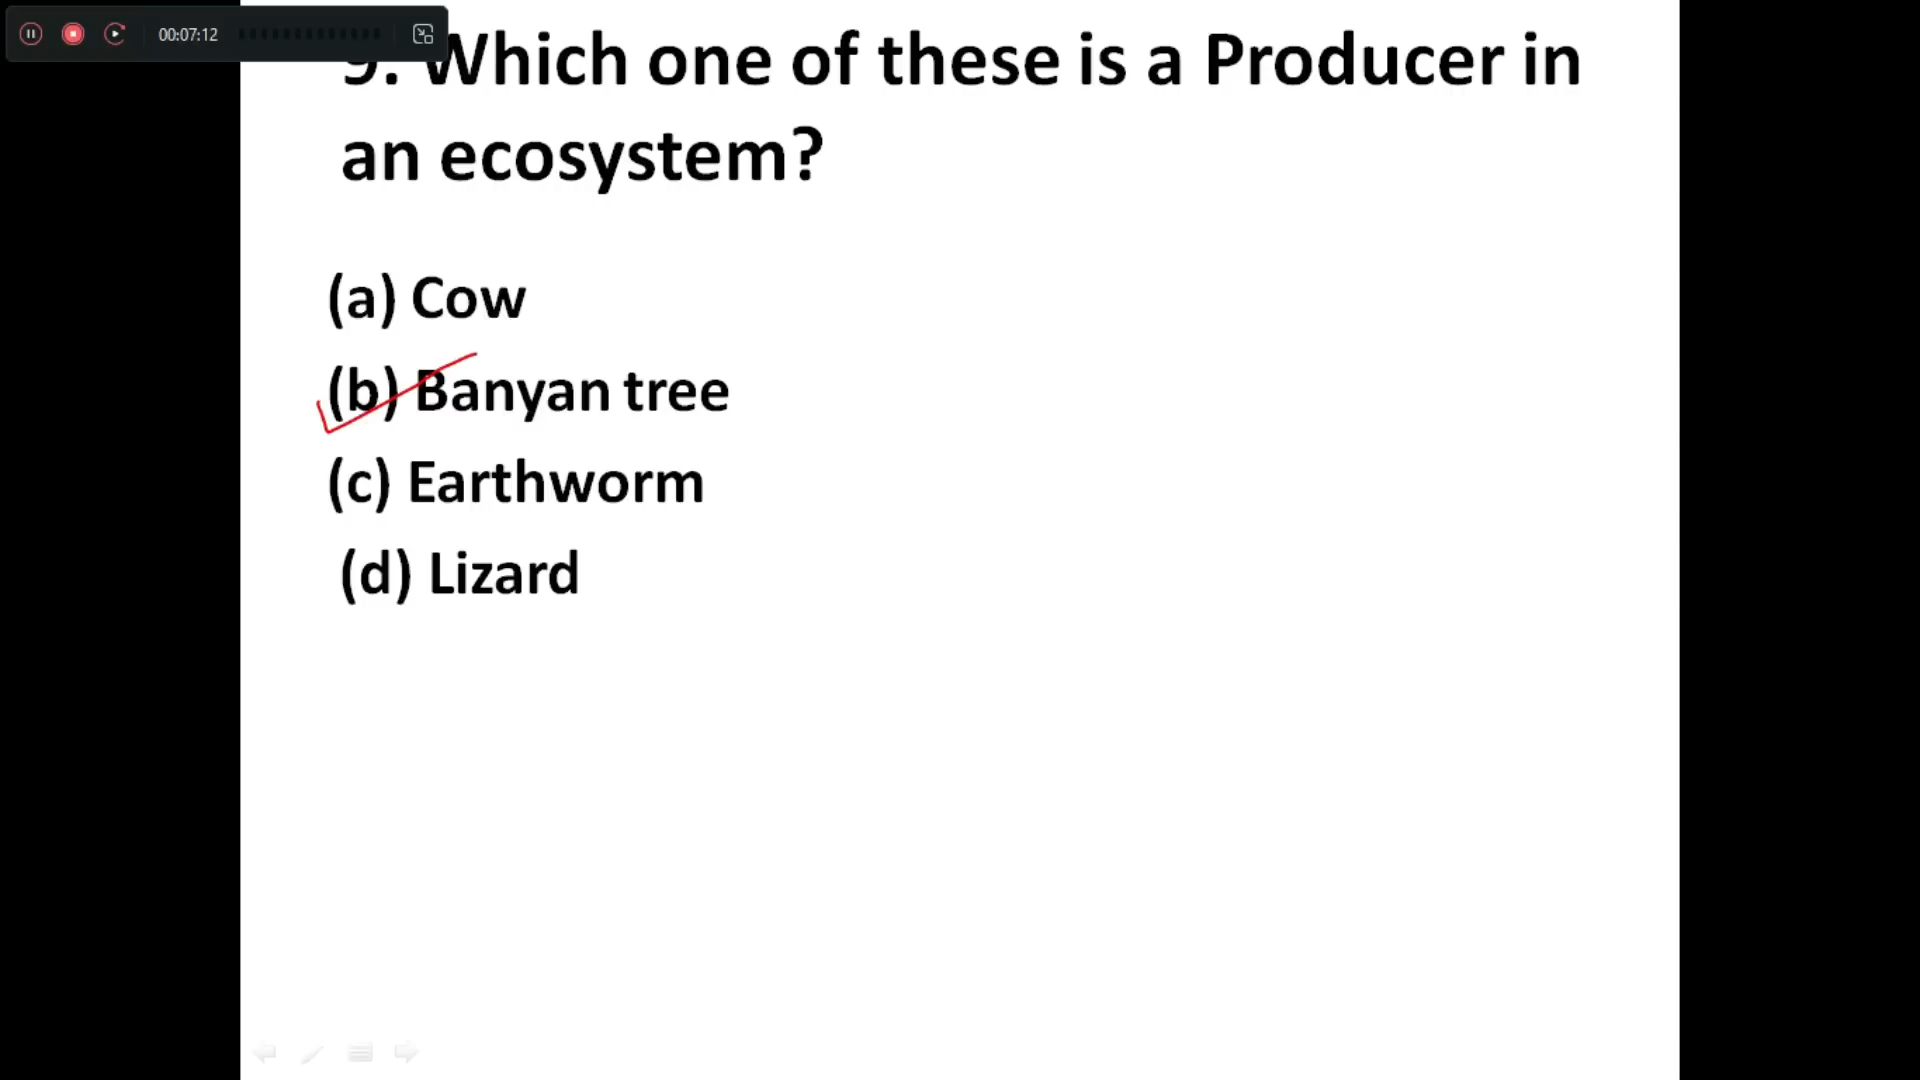 00:07:12
9. Which one of these is a Producer in
an ecosystem?
(a) Cow
(b) Banyan tree
(c) Earthworm
(d) Lizard